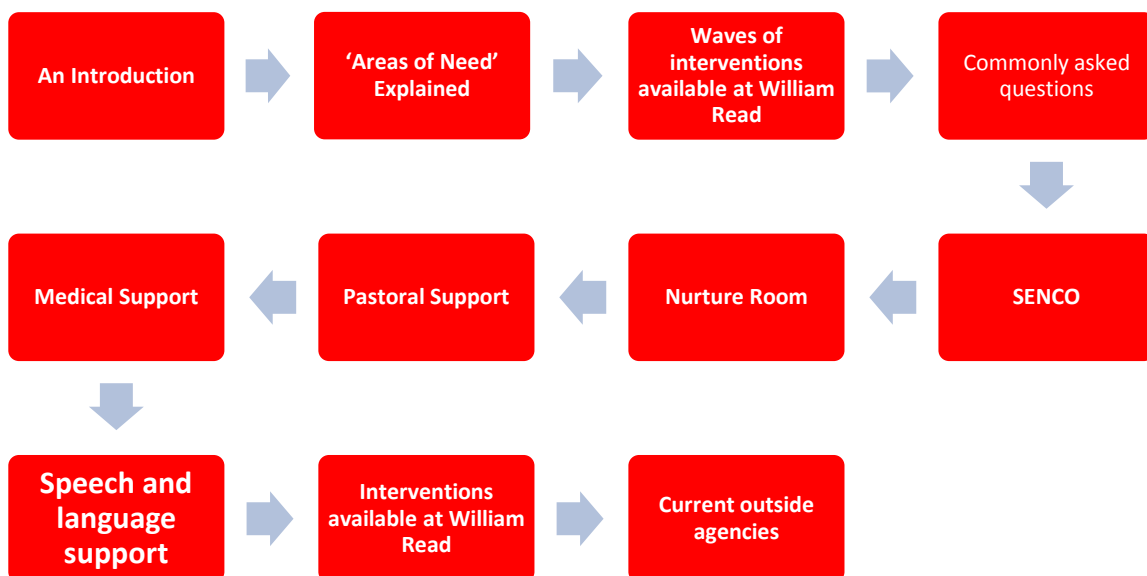 An Introduction
‘Areas of Need’
Explained
Waves of
interventions
available at William
Read
Commonly asked
questions
SENCO
Nurture Room
Pastoral Support
Medical Support
Speech and
language
support
Interventions
available at William
Read
Current outside
agencies